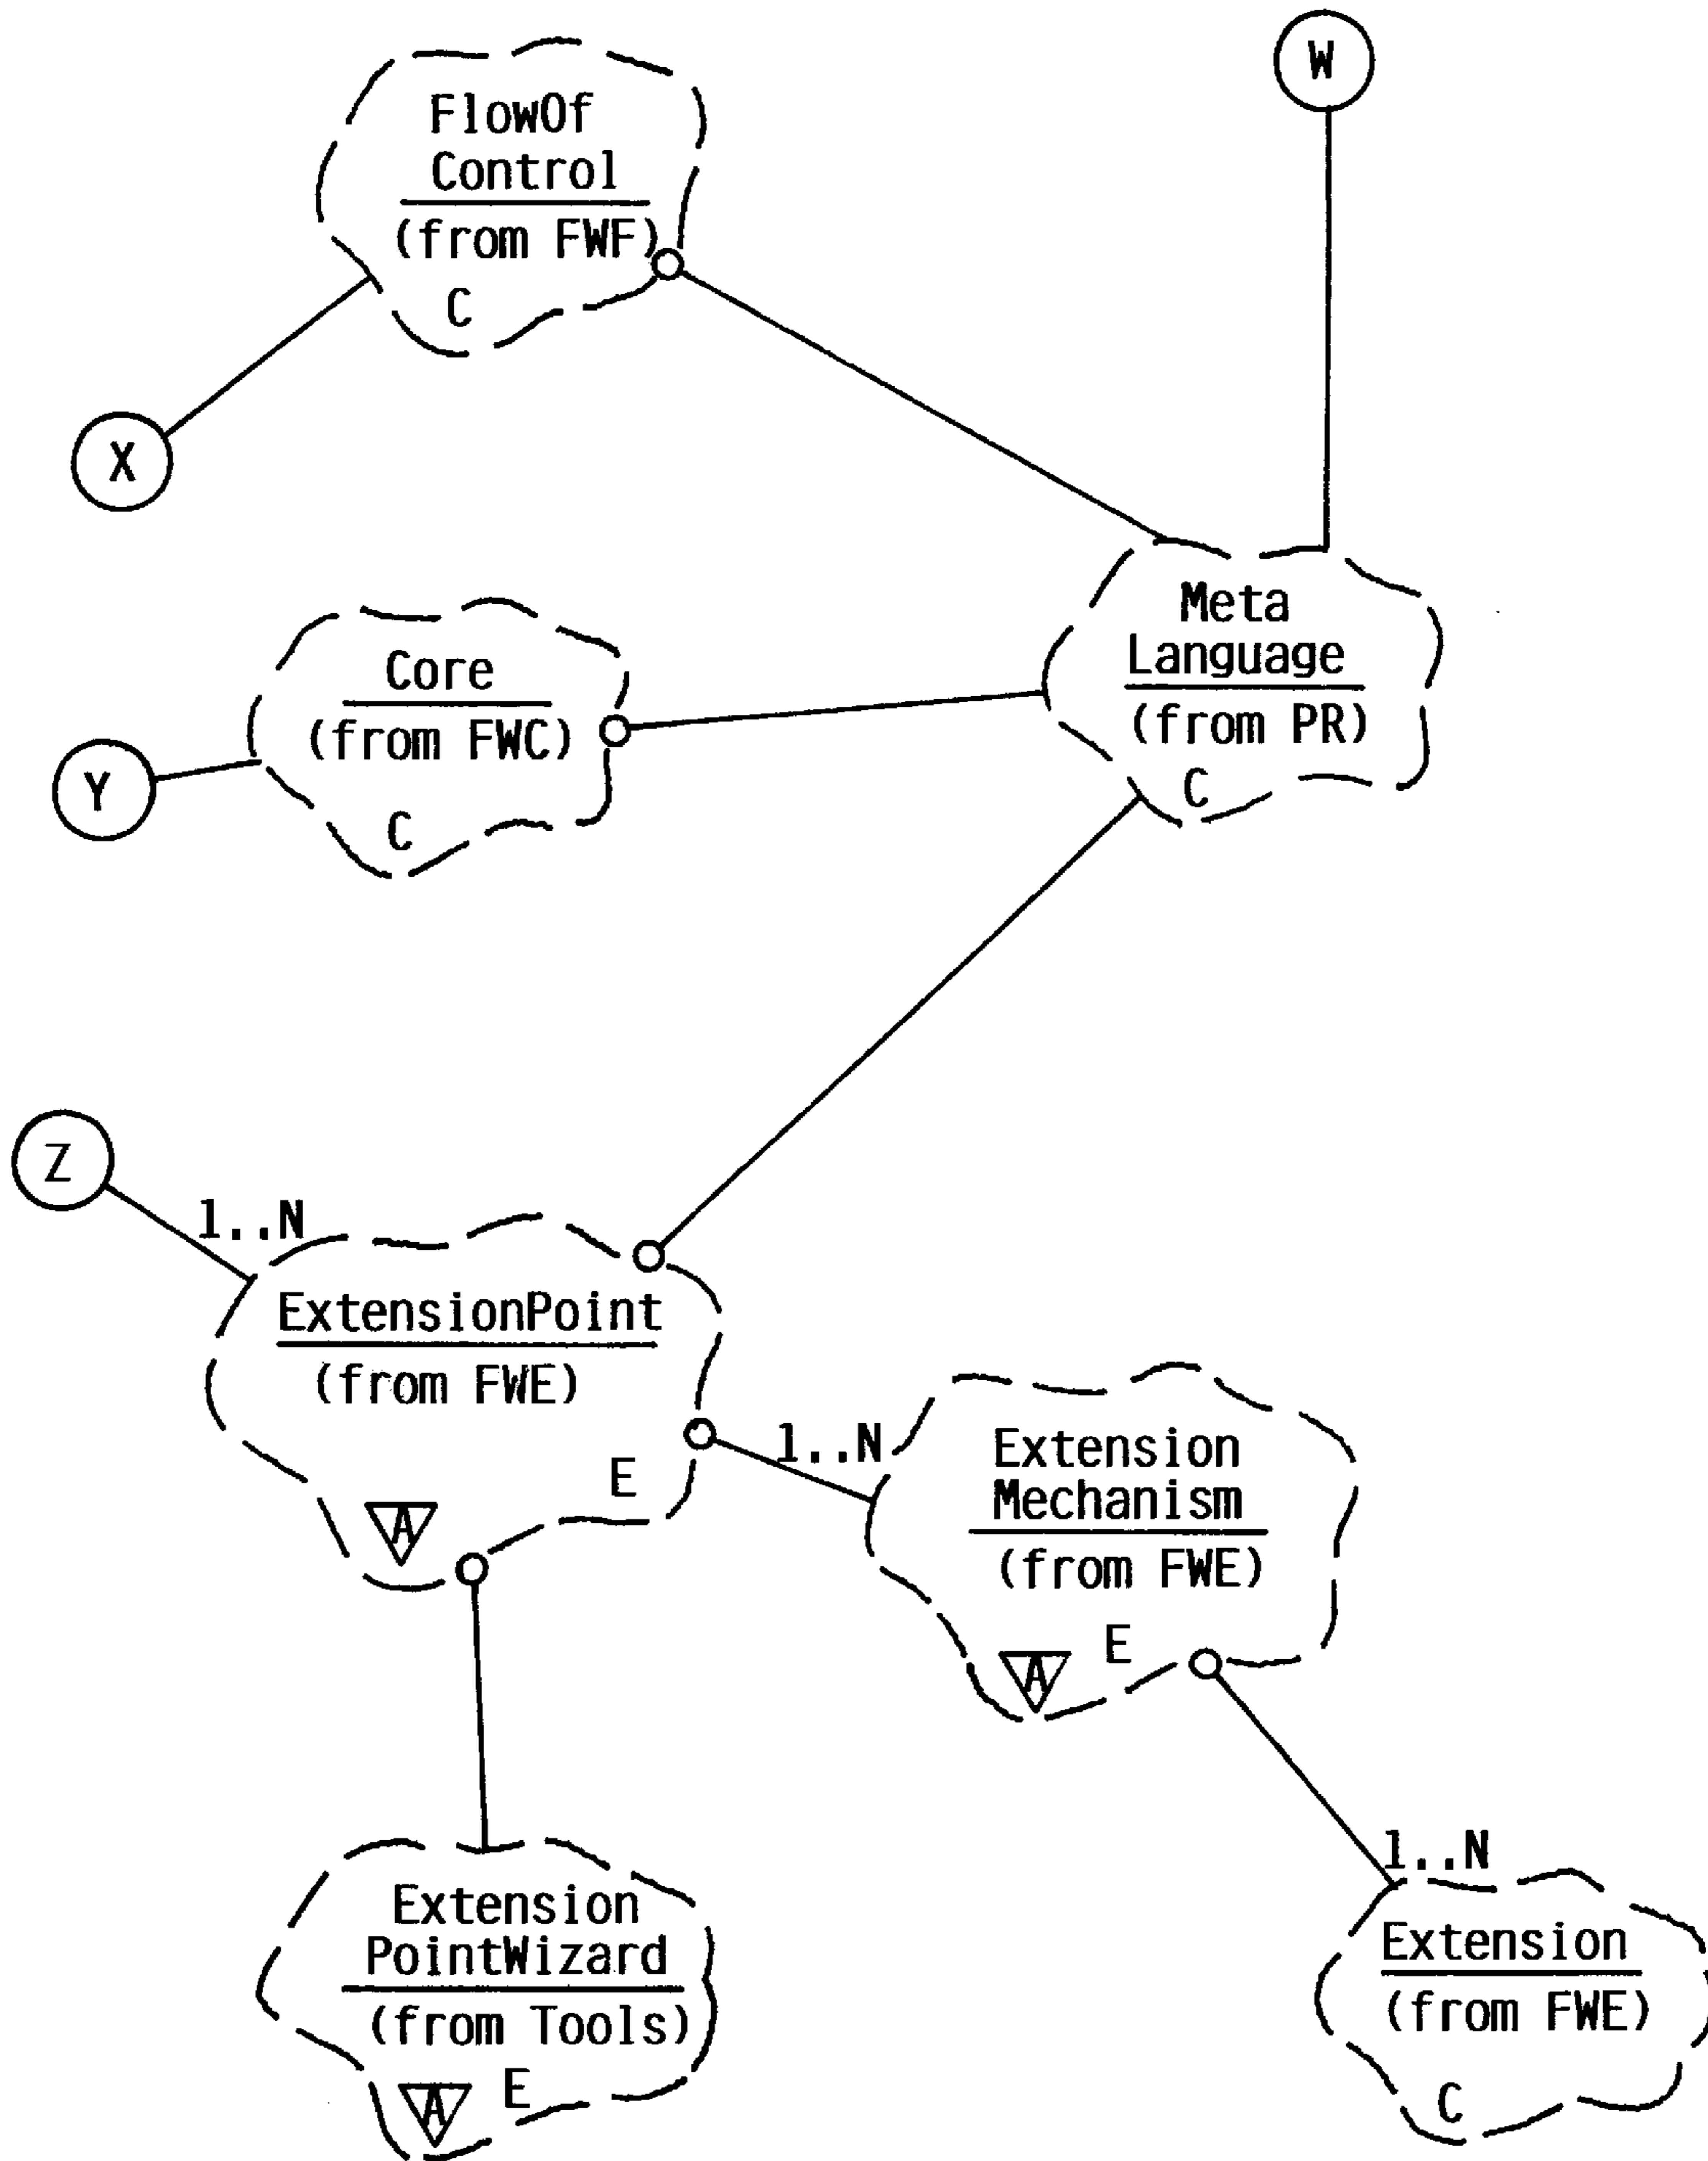 W
FlowOf
Control
(from FWF)
C
X
Meta
Language
(from PR)
C
Core
(from FWC)
C
Y
Z
1..N
ExtensionPoint
(from FWE)
E
A
1..N
Extension
Mechanism
(from FWE)
E
A
Extension
PointWizard
(from Tools)
E
A
1..N
Extension
(from FWE)
C